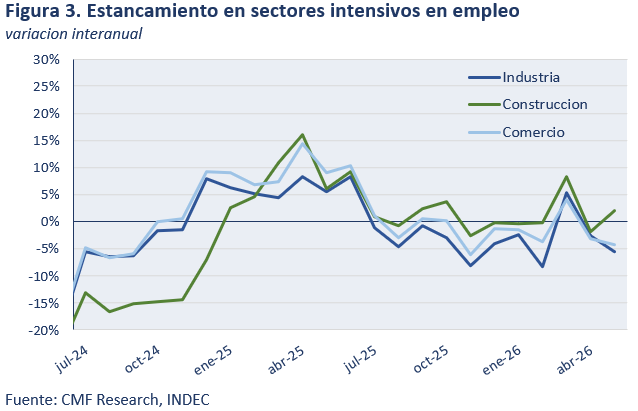 Figura 3. Estancamiento en sectores intensivos en empleo
variacion interanual
30%
25%
20%
15%
10%
5%
0%
-5%
-10%
-15%
-20%
Industria
Construccion
Comercio
jul-24
oct-24
ene-25
abr-25
jul-25
oct-25
ene-26
abr-26
Fuente: CMF Research, INDEC